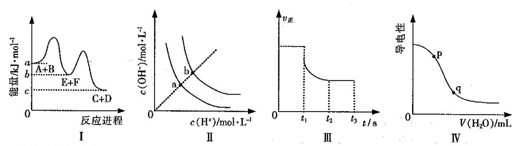 能量/kJ·mol⁻¹
a
b
c
A+B
E+F
C+D
反应进程
Ⅰ
c(OH⁻)/mol·L⁻¹
a
b
c(H⁺)/mol·L⁻¹
Ⅱ
v逆
t₁
t₂
t₃
t/s
Ⅲ
导电性
p
q
V(H₂O)/mL
Ⅳ